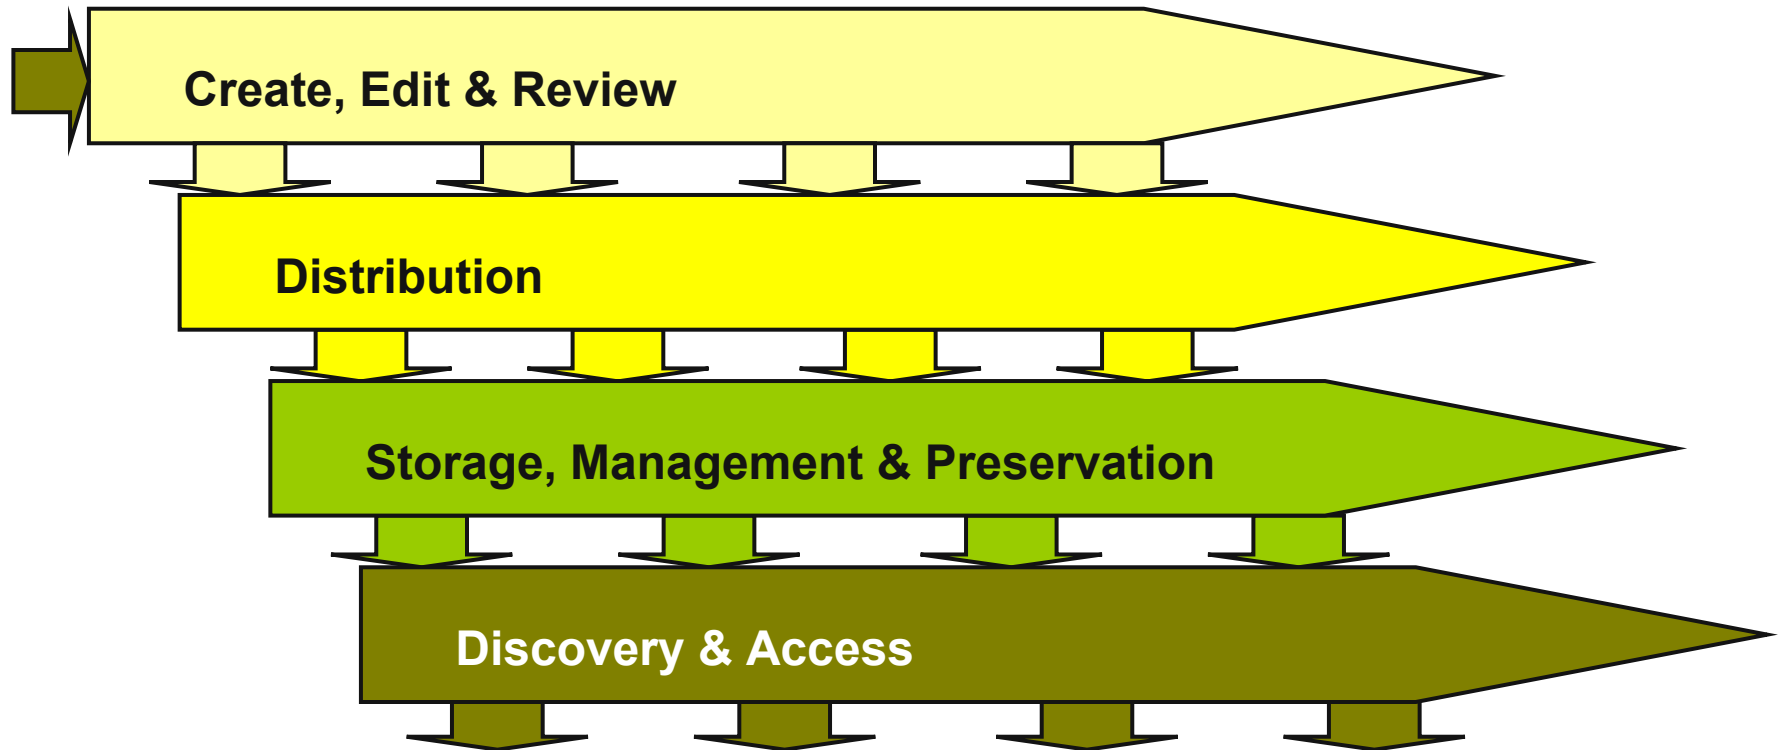 Create, Edit & Review
Distribution
Storage, Management & Preservation
Discovery & Access